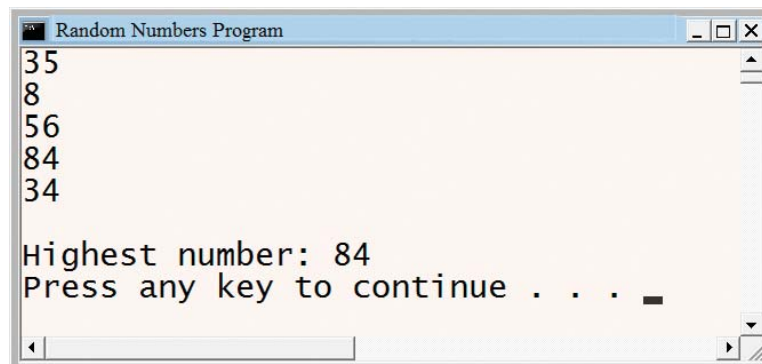 Random Numbers Program
35
8
56
84
34
Highest number: 84
Press any key to continue . . .